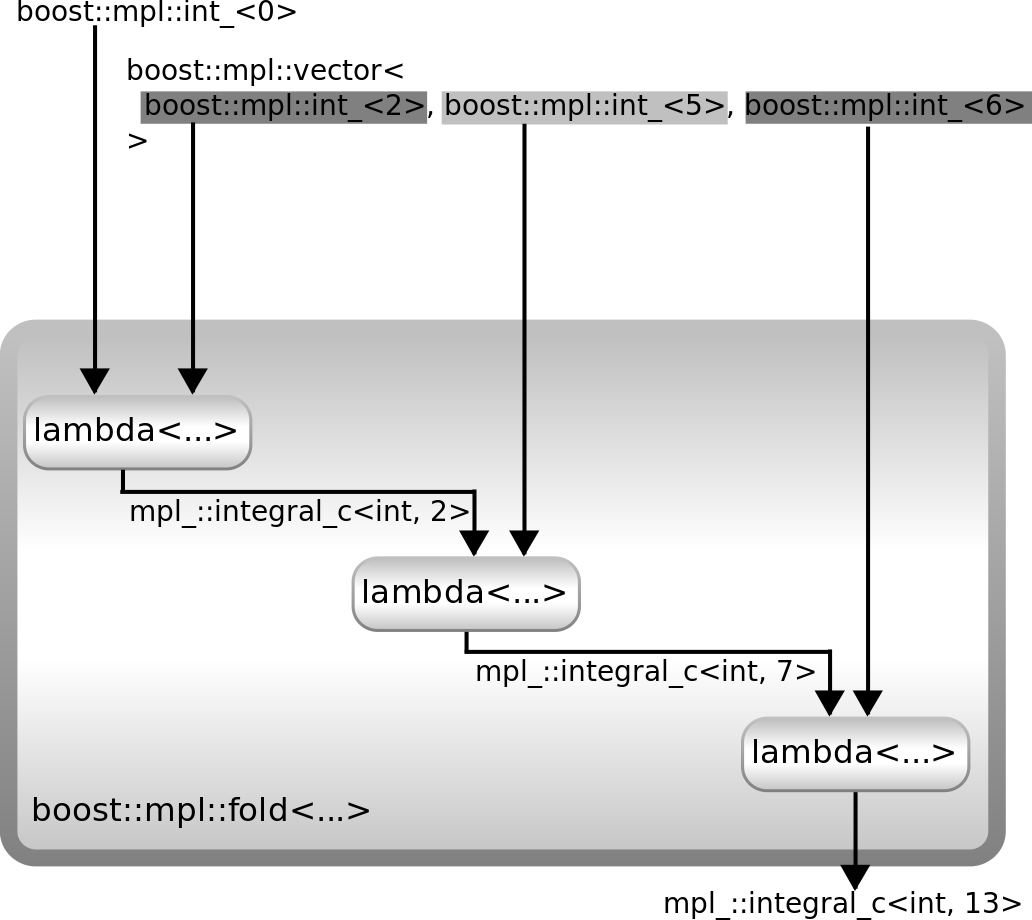 boost::mpl::int_<0>
boost::mpl::vector<
boost::mpl::int_<2>, boost::mpl::int_<5>, boost::mpl::int_<6>
>
lambda<...>
mpl_::integral_c<int, 2>
lambda<...>
mpl_::integral_c<int, 7>
lambda<...>
boost::mpl::fold<...>
mpl_::integral_c<int, 13>